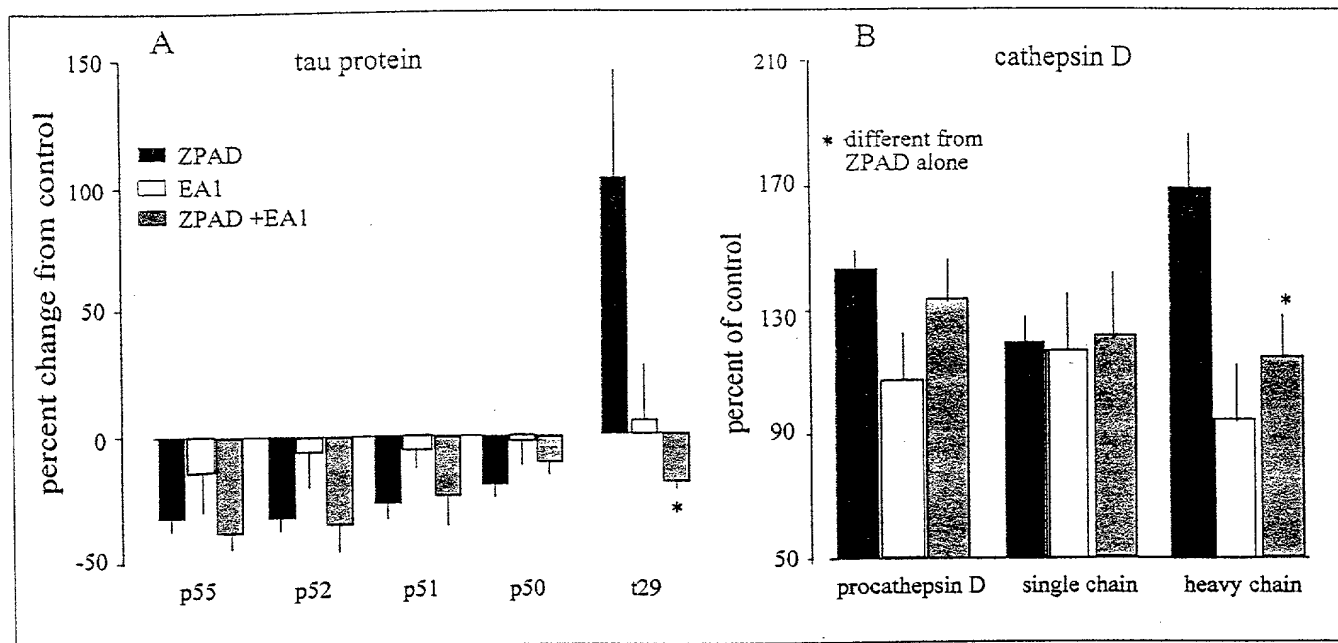 A
tau protein
150
100
50
0
-50
percent change from control
ZPAD
EA1
ZPAD +EA1
*
p55
p52
p51
p50
t29
B
cathepsin D
210
170
130
90
50
percent of control
* different from
ZPAD alone
*
procathepsin D
single chain
heavy chain